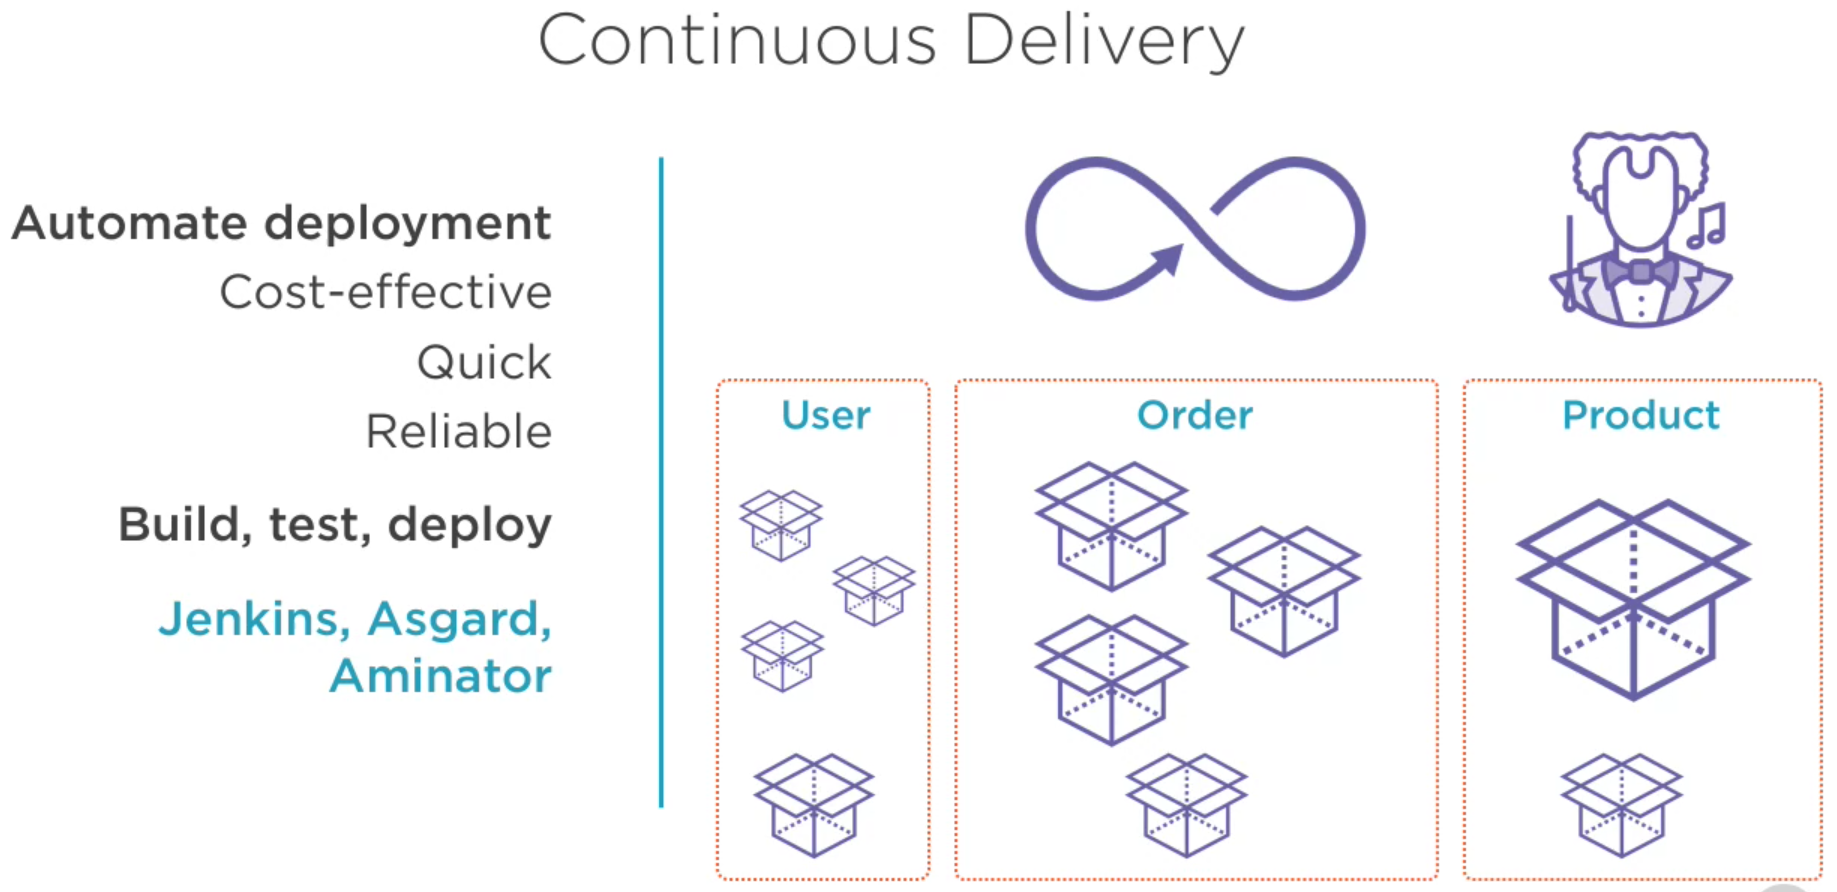 Continuous Delivery
Automate deployment
Cost-effective
Quick
Reliable
Build, test, deploy
Jenkins, Asgard,
Aminator
User
Order
Product